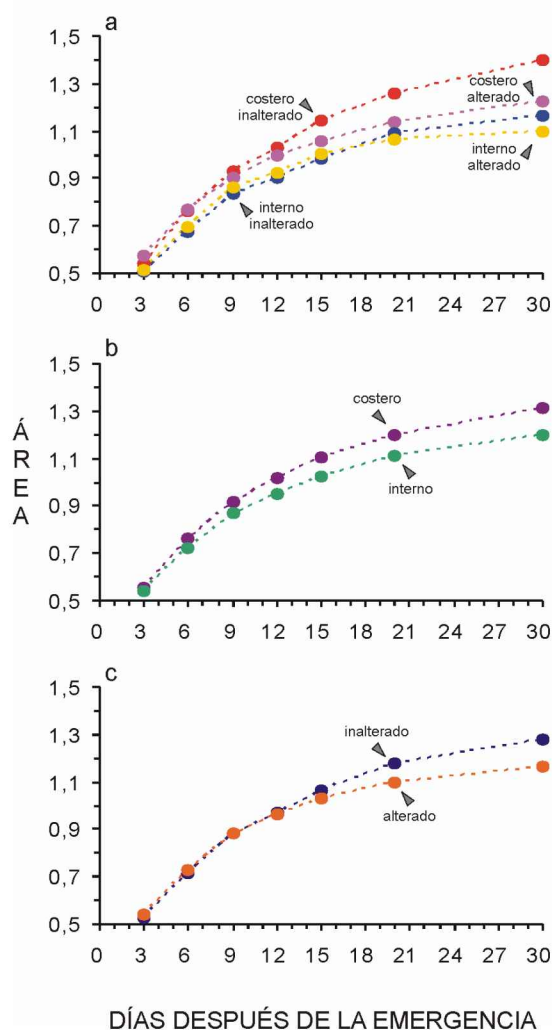 a
1,5
1,3
1,1
0,9
0,7
0,5
costero
inalterado
costero
alterado
interno
alterado
interno
inalterado
0 3 6 9 12 15 18 21 24 27 30
b
1,5
1,3
1,1
0,9
0,7
0,5
costero
interno
0 3 6 9 12 15 18 21 24 27 30
ÁREA
c
1,5
1,3
1,1
0,9
0,7
0,5
inalterado
alterado
0 3 6 9 12 15 18 21 24 27 30
DÍAS DESPUÉS DE LA EMERGENCIA